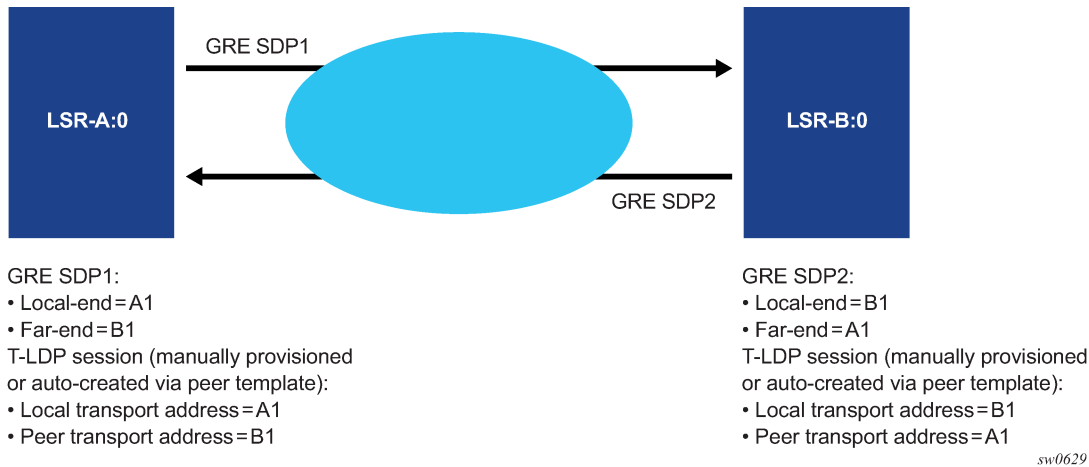 GRE SDP1
LSR-A:0
LSR-B:0
GRE SDP2
GRE SDP1:
• Local-end=A1
• Far-end=B1
T-LDP session (manually provisioned
or auto-created via peer template):
• Local transport address=A1
• Peer transport address=B1
GRE SDP2:
• Local-end=B1
• Far-end=A1
T-LDP session (manually provisioned
or auto-created via peer template):
• Local transport address=B1
• Peer transport address=A1
sw0629